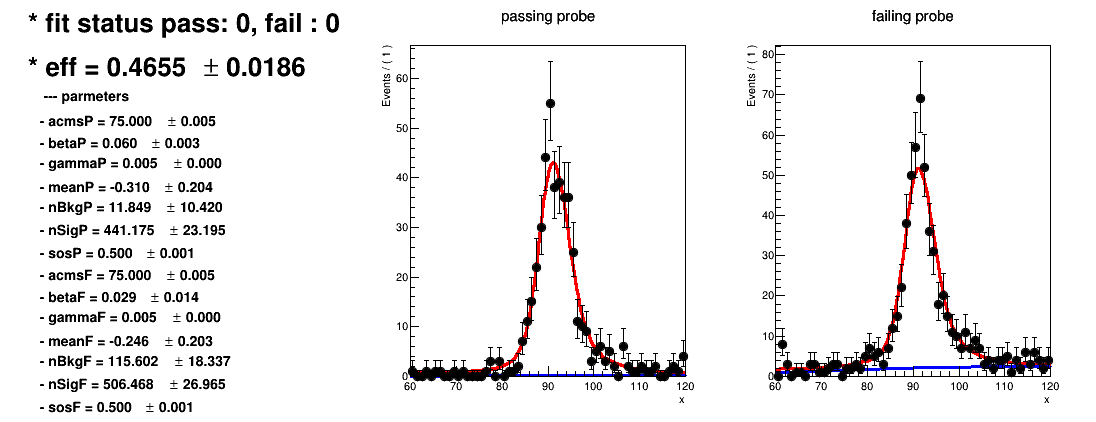 * fit status pass: 0, fail : 0
* eff = 0.4655 ± 0.0186
--- parmeters
- acmsP = 75.000 ± 0.005
- betaP = 0.060 ± 0.003
- gammaP = 0.005 ± 0.000
- meanP = -0.310 ± 0.204
- nBkgP = 11.849 ± 10.420
- nSigP = 441.175 ± 23.195
- sosP = 0.500 ± 0.001
- acmsF = 75.000 ± 0.005
- betaF = 0.029 ± 0.014
- gammaF = 0.005 ± 0.000
- meanF = -0.246 ± 0.203
- nBkgF = 115.602 ± 18.337
- nSigF = 506.468 ± 26.965
- sosF = 0.500 ± 0.001
passing probe
Events / ( 1 )
60
50
40
30
20
10
0
60 70 80 90 100 110 120
x
failing probe
Events / ( 1 )
80
70
60
50
40
30
20
10
0
60 70 80 90 100 110 120
x